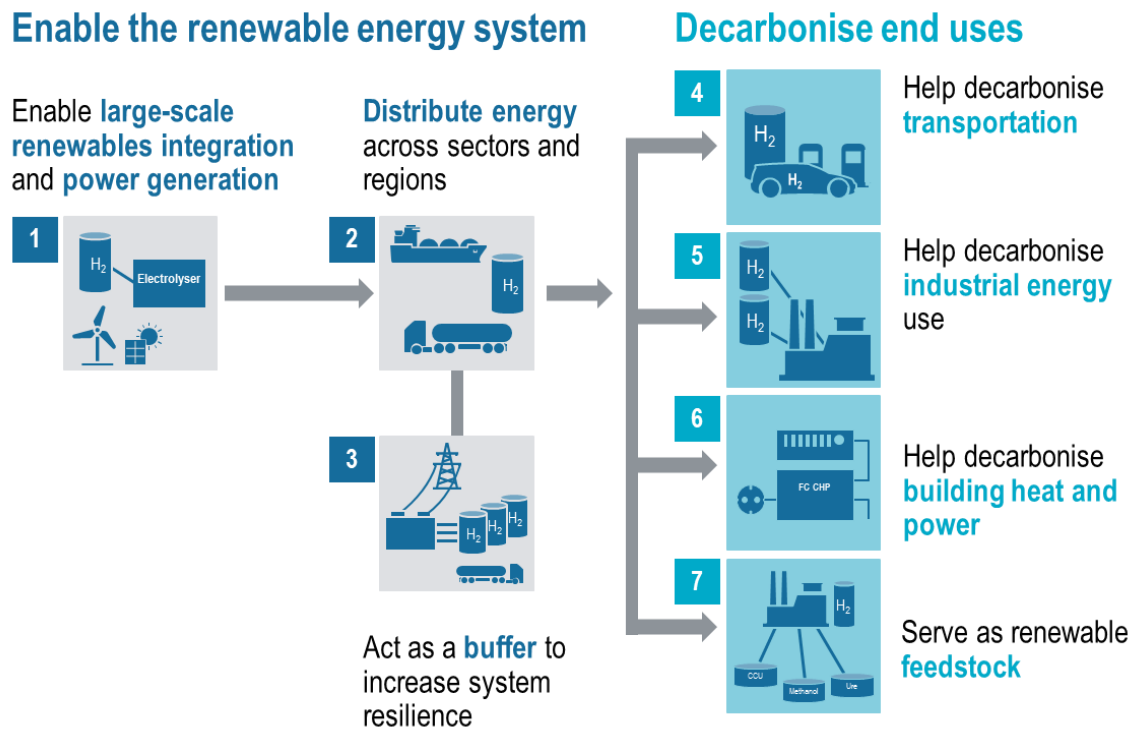 Enable the renewable energy system
Decarbonise end uses
Enable large-scale
renewables integration
and power generation
1
H2
Electrolyser
Distribute energy
across sectors and
regions
2
H2
3
H2
H2
H2
Act as a buffer to
increase system
resilience
4
H2
H2
Help decarbonise
transportation
5
H2
H2
Help decarbonise
industrial energy
use
6
FC CHP
Help decarbonise
building heat and
power
7
H2
CCU
Methanol
Ure
Serve as renewable
feedstock